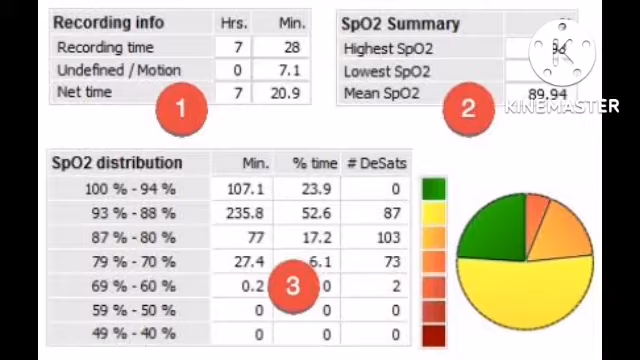 Recording info Hrs. Min.
Recording time 7 28
Undefined / Motion 0 7.1
Net time 7 20.9
1
SpO2 Summary
Highest SpO2
Lowest SpO2
Mean SpO2 89.94
2
KINEMASTER
SpO2 distribution Min. % time # DeSats
100 % - 94 % 107.1 23.9 0
93 % - 88 % 235.8 52.6 87
87 % - 80 % 77 17.2 103
79 % - 70 % 27.4 6.1 73
69 % - 60 % 0.2 0 2
59 % - 50 % 0 0 0
49 % - 40 % 0 0 0
3